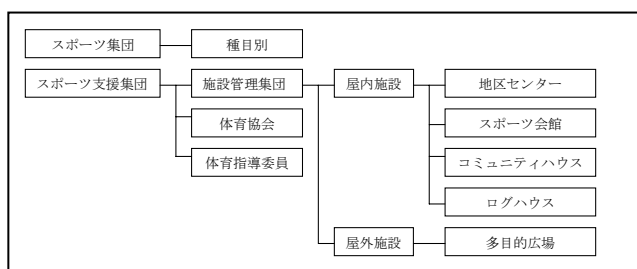 スポーツ集団
種目別
スポーツ支援集団
施設管理集団
屋内施設
地区センター
体育協会
スポーツ会館
体育指導委員
コミュニティハウス
ログハウス
屋外施設
多目的広場